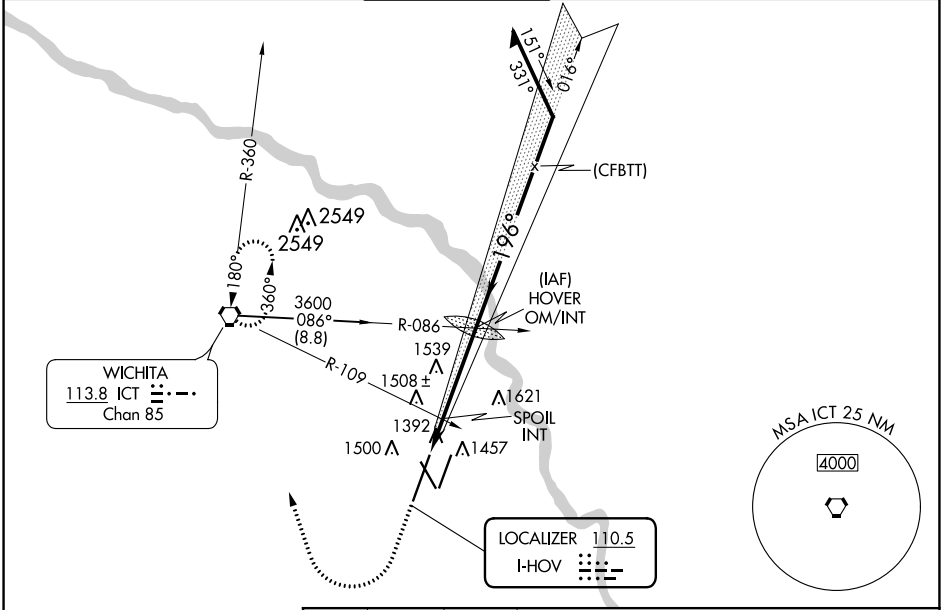 151°
331°
016°
(CFBTT)
196°
R-360
2549
2549
180°
360°
(IAF)
HOVER
OM/INT
3600
086°
(8.8)
R-086
R-109
WICHITA
113.8 ICT
Chan 85
1539
1508 ±
1621
SPOIL
INT
1392
1500
1457
LOCALIZER 110.5
I-HOV
MSA ICT 25 NM
4000
x